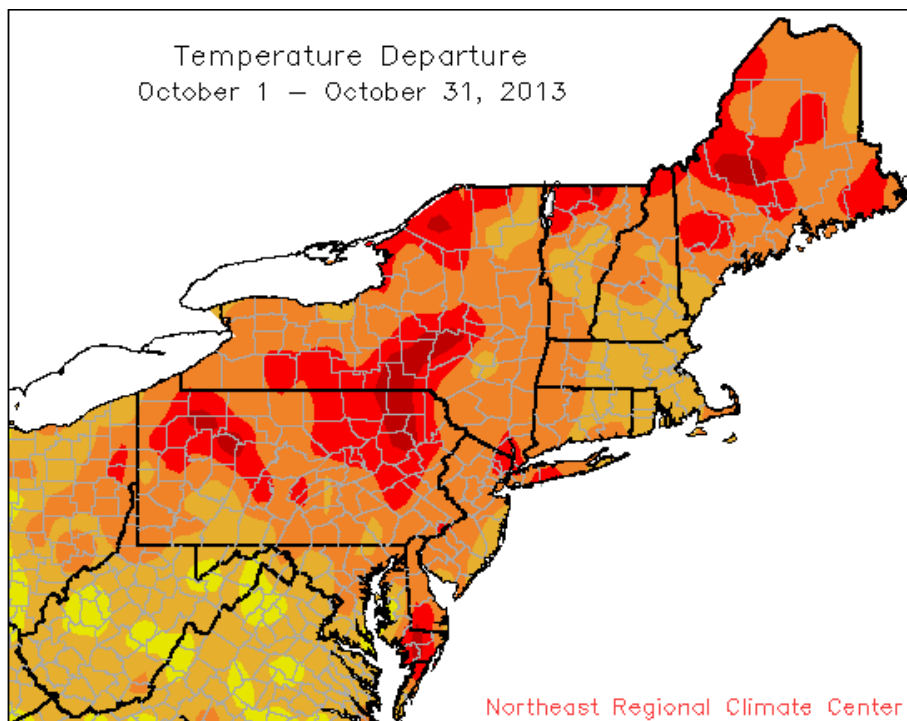 Temperature Departure
October 1 – October 31, 2013
Northeast Regional Climate Center